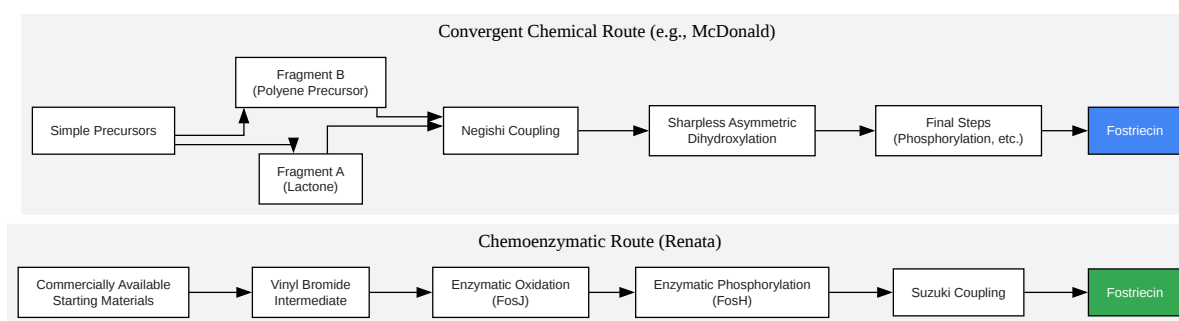 Convergent Chemical Route (e.g., McDonald)
Simple Precursors
Fragment B
(Polyene Precursor)
Fragment A
(Lactone)
Negishi Coupling
Sharpless Asymmetric
Dihydroxylation
Final Steps
(Phosphorylation, etc.)
Fostriecin
Chemoenzymatic Route (Renata)
Commercially Available
Starting Materials
Vinyl Bromide
Intermediate
Enzymatic Oxidation
(FosJ)
Enzymatic Phosphorylation
(FosH)
Suzuki Coupling
Fostriecin